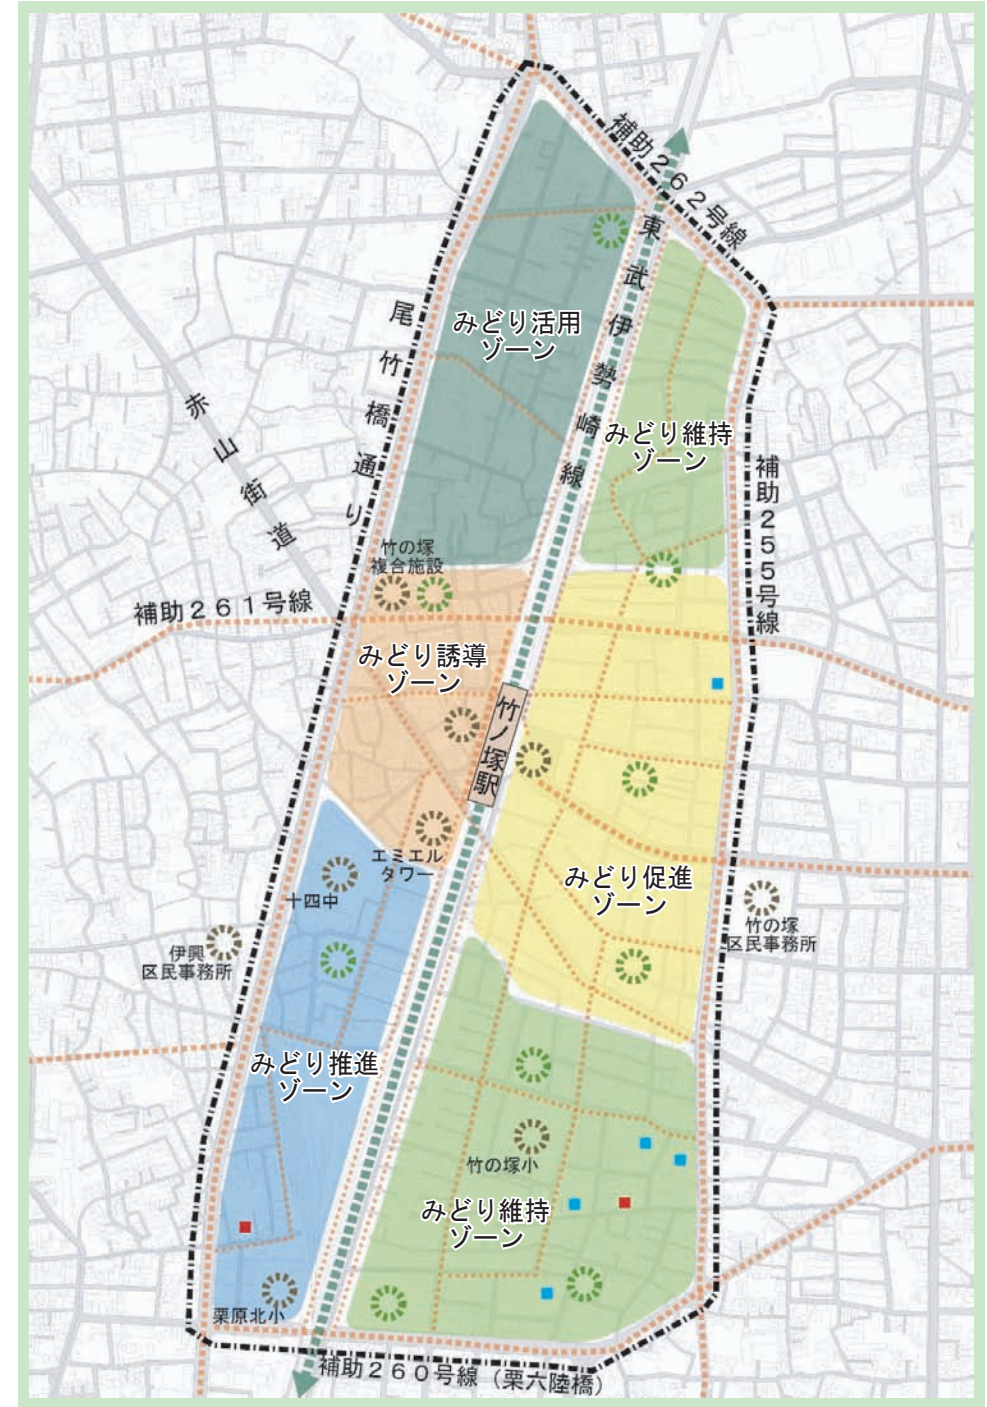 補助２６２号線
東武伊勢崎線
尾竹橋通り
みどり活用
ゾーン
赤山街道
みどり維持
ゾーン
補助２５５号線
竹の塚
複合施設
補助２６１号線
みどり誘導
ゾーン
竹ノ塚駅
エミエル
タワー
十四中
みどり促進
ゾーン
竹の塚
区民事務所
伊興
区民事務所
みどり推進
ゾーン
竹の塚小
みどり維持
ゾーン
栗原北小
補助２６０号線（栗六陸橋）